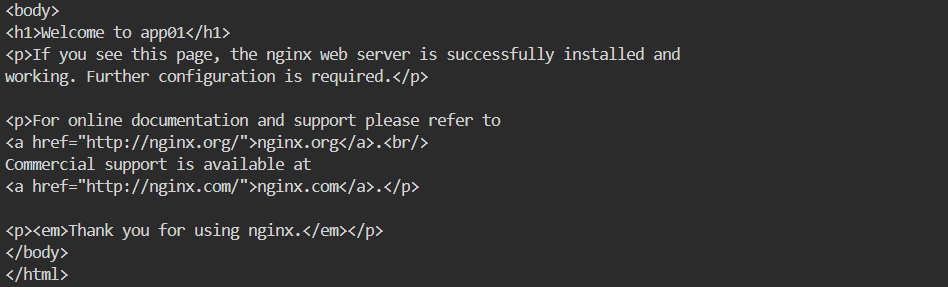 <body>
<h1>Welcome to app01</h1>
<p>If you see this page, the nginx web server is successfully installed and
working. Further configuration is required.</p>

<p>For online documentation and support please refer to
<a href="http://nginx.org/">nginx.org</a>.<br/>
Commercial support is available at
<a href="http://nginx.com/">nginx.com</a>.</p>

<p><em>Thank you for using nginx.</em></p>
</body>
</html>